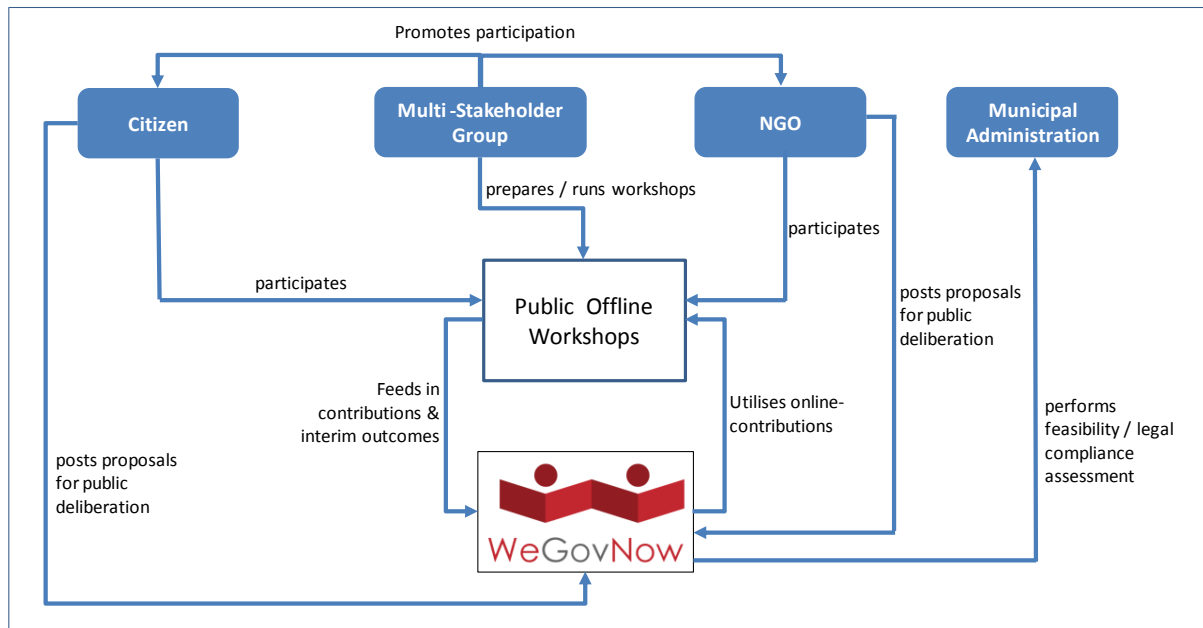 Promotes participation
Citizen
Multi -Stakeholder
Group
NGO
Municipal
Administration
prepares / runs workshops
participates
participates
Public Offline
Workshops
posts proposals
for public
deliberation
Feeds in
contributions &
interim outcomes
Utilises online-
contributions
performs
feasibility / legal
compliance
assessment
posts proposals
for public
deliberation
WeGovNow